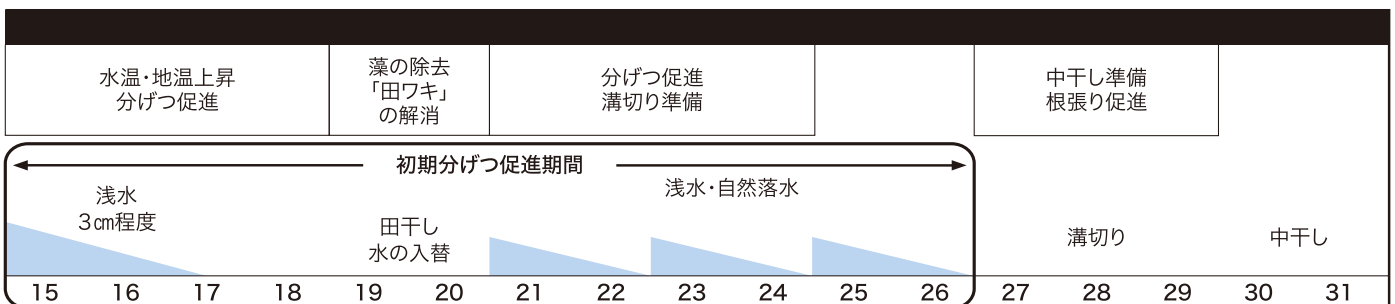 水温・地温上昇
分げつ促進
藻の除去
「田ワキ」
の解消
分げつ促進
溝切り準備
中干し準備
根張り促進
初期分げつ促進期間
浅水
3㎝程度
田干し
水の入替
浅水・自然落水
溝切り
中干し
15 16 17 18 19 20 21 22 23 24 25 26 27 28 29 30 31